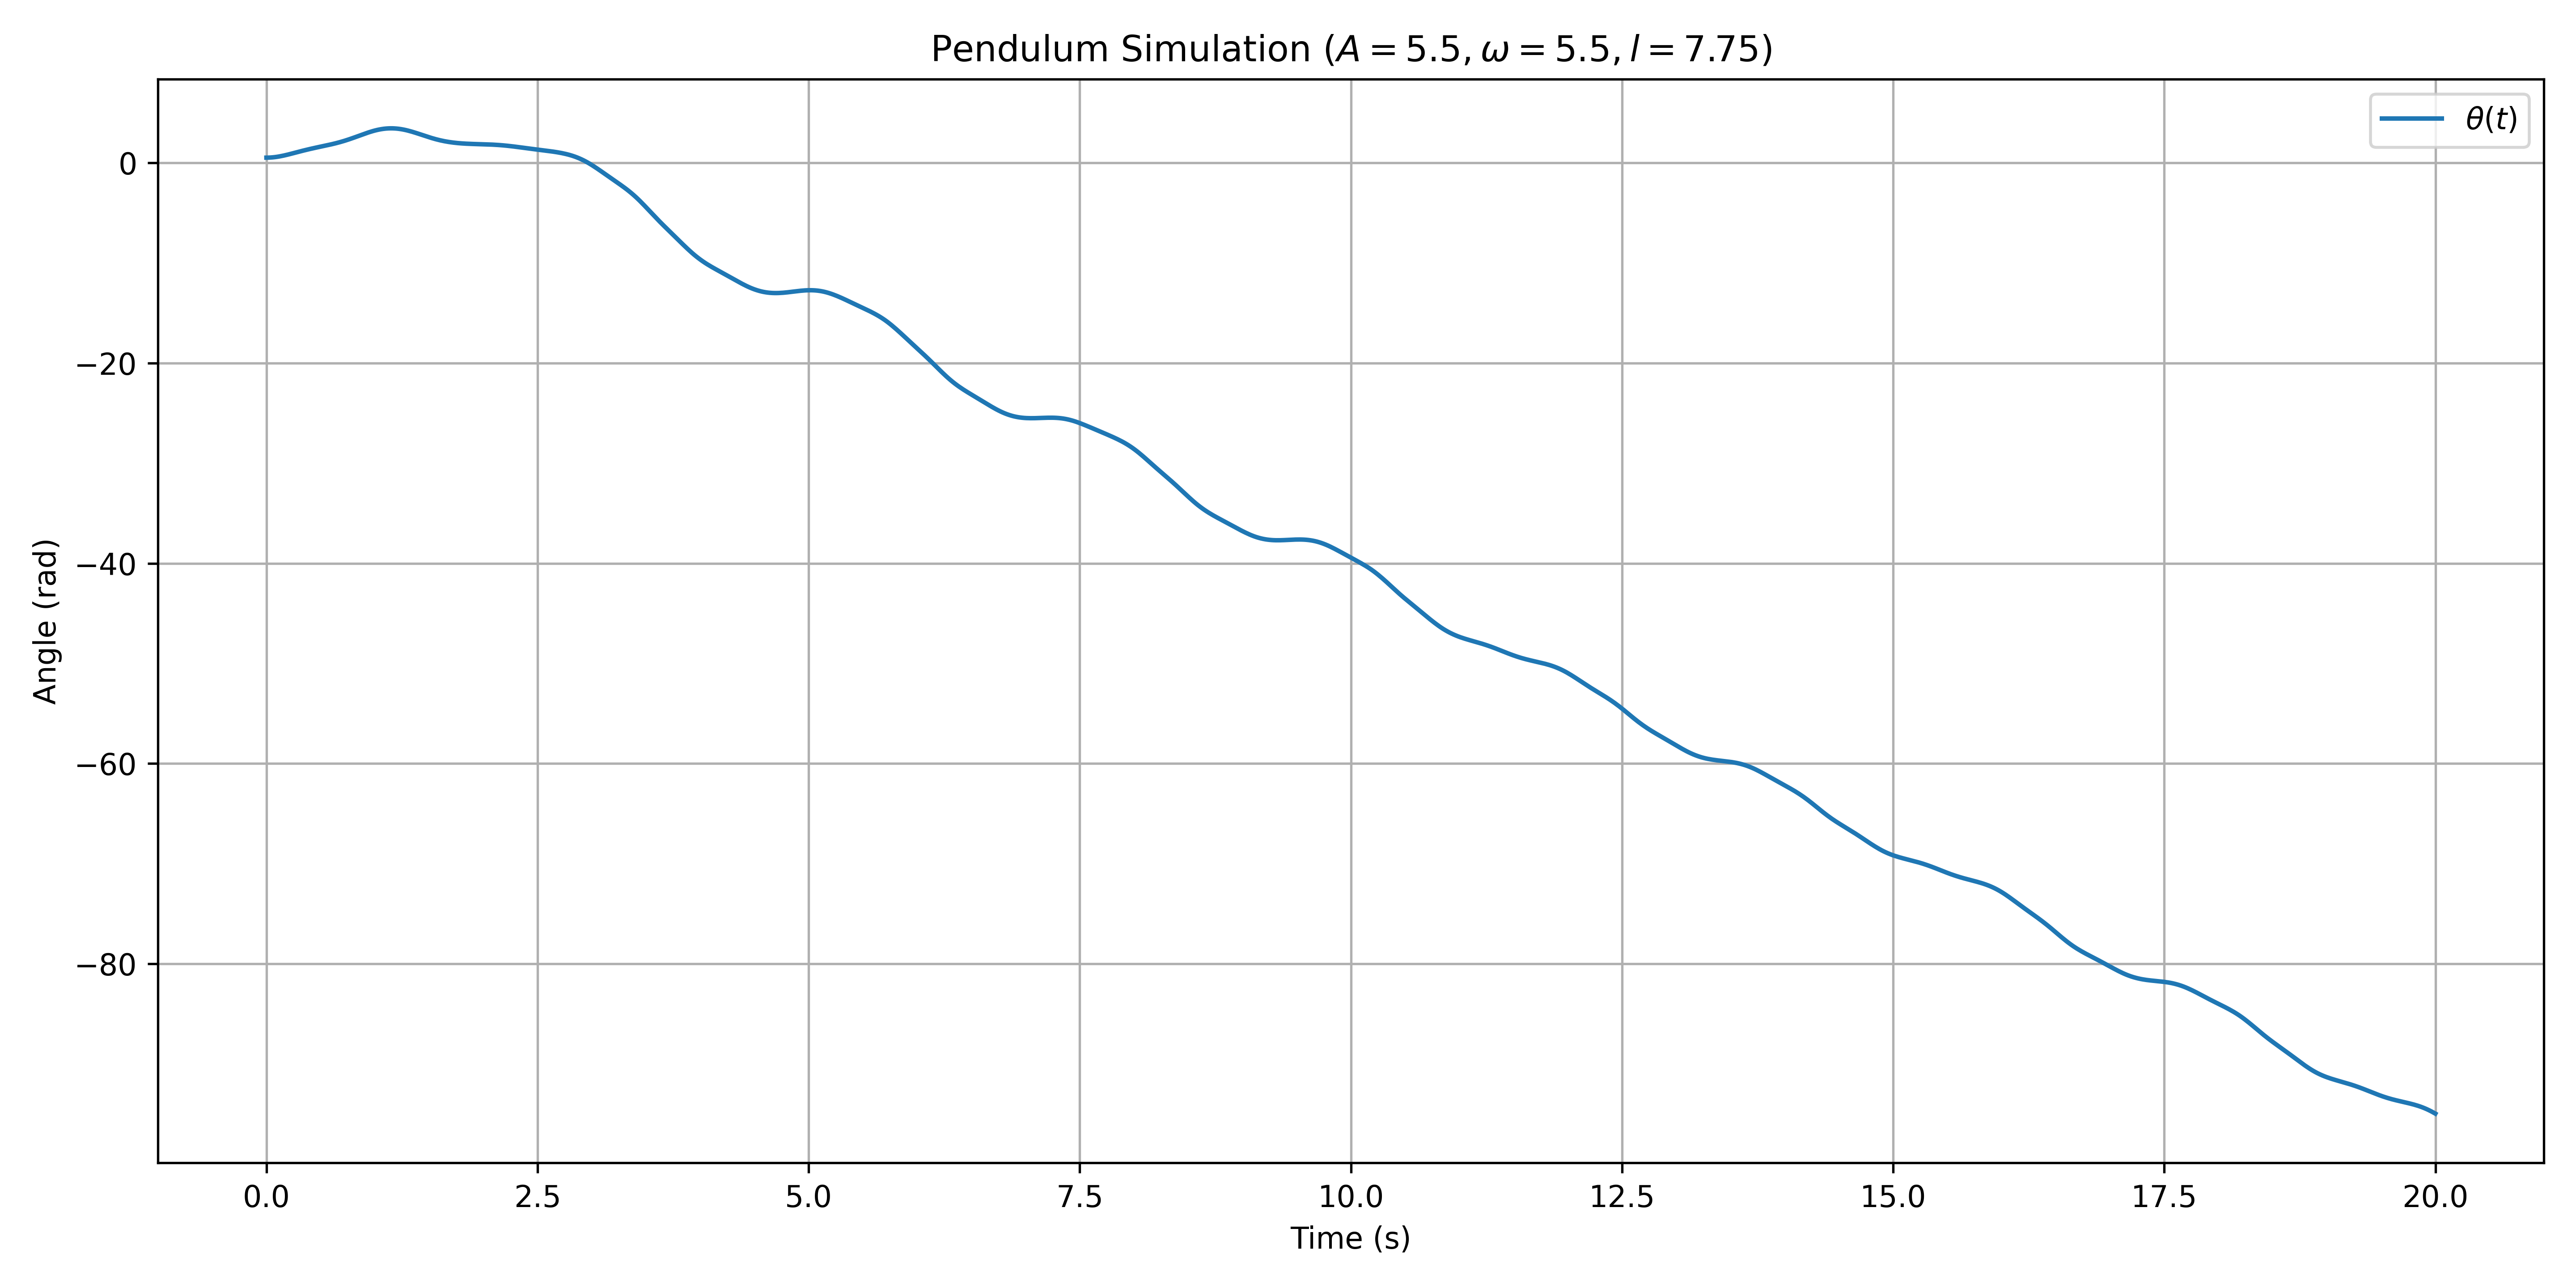 Pendulum Simulation (A = 5.5, ω = 5.5, l = 7.75)
θ(t)
0
−20
−40
−60
−80
Angle (rad)
0.0 2.5 5.0 7.5 10.0 12.5 15.0 17.5 20.0
Time (s)